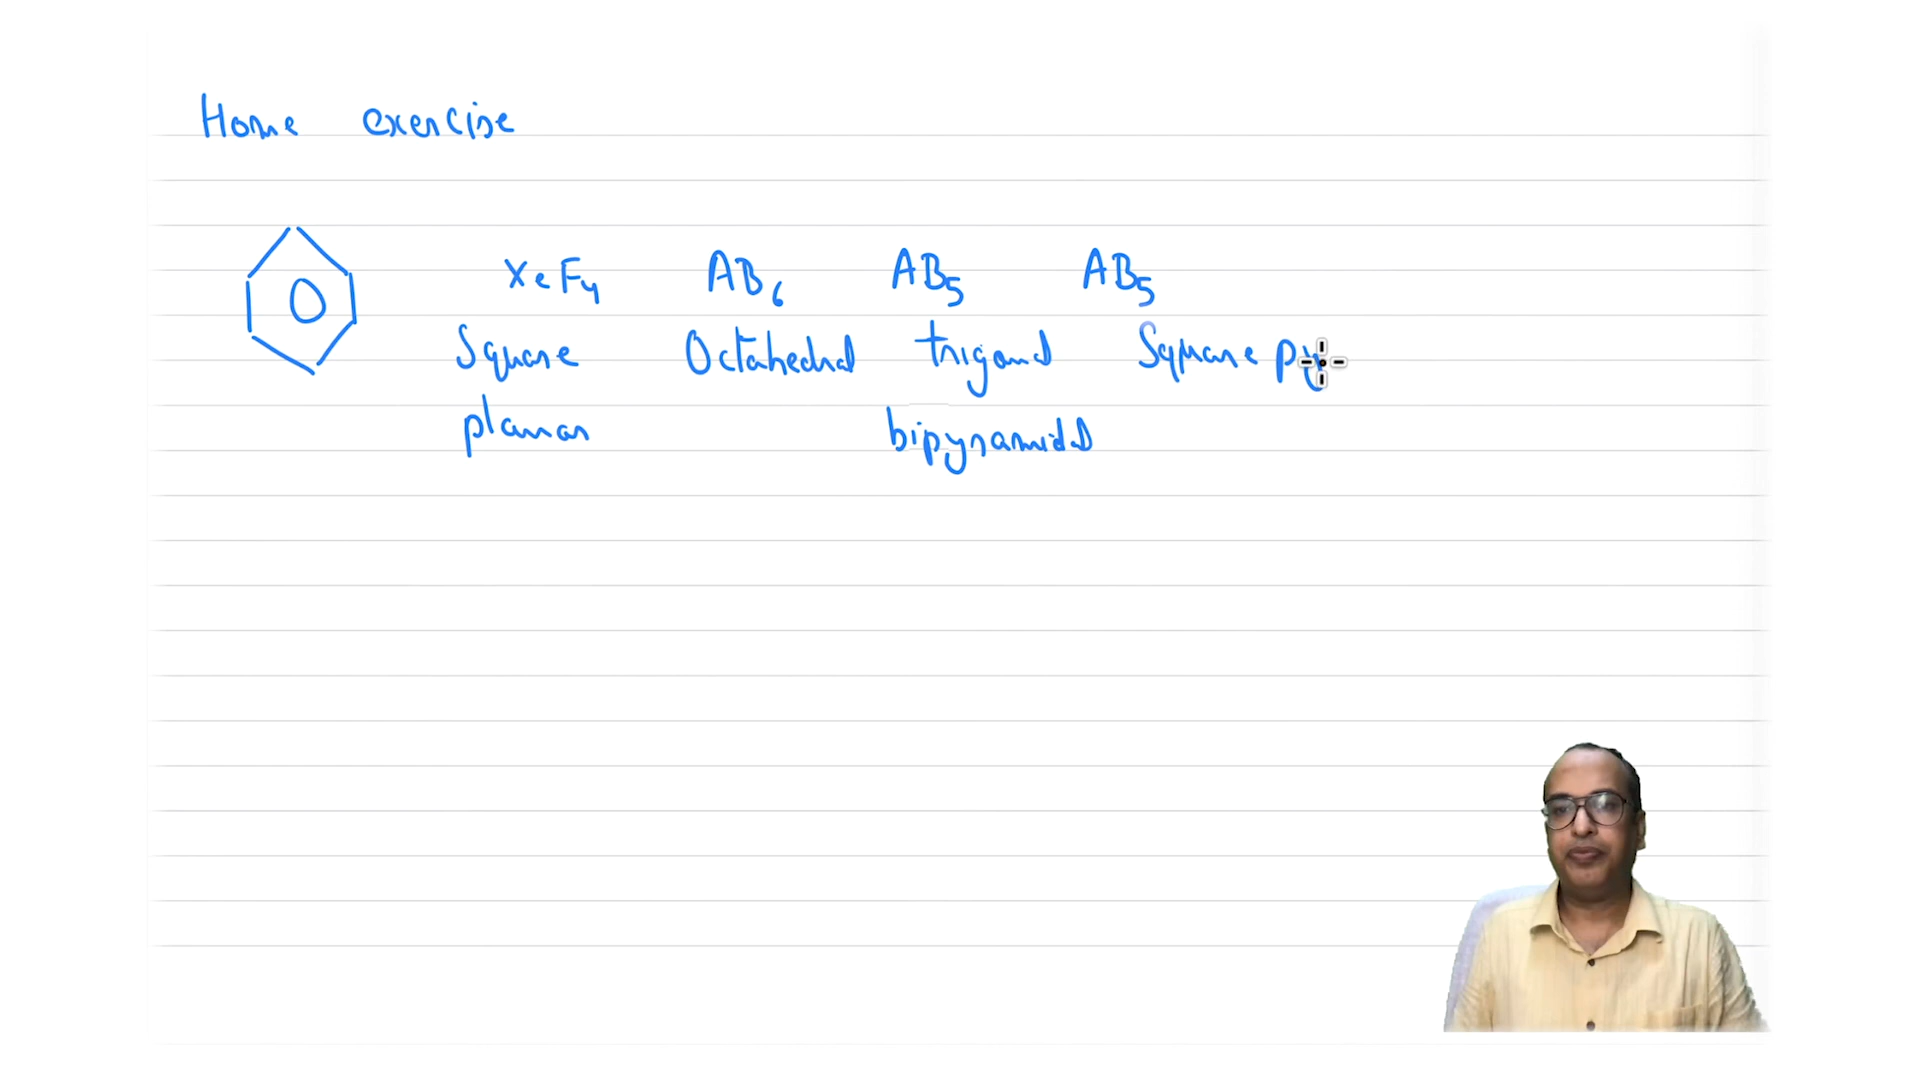 Home exercise
XeF₄ AB₆ AB₅ AB₅
Square Octahedral trigonal Square py
planar bipyramidal